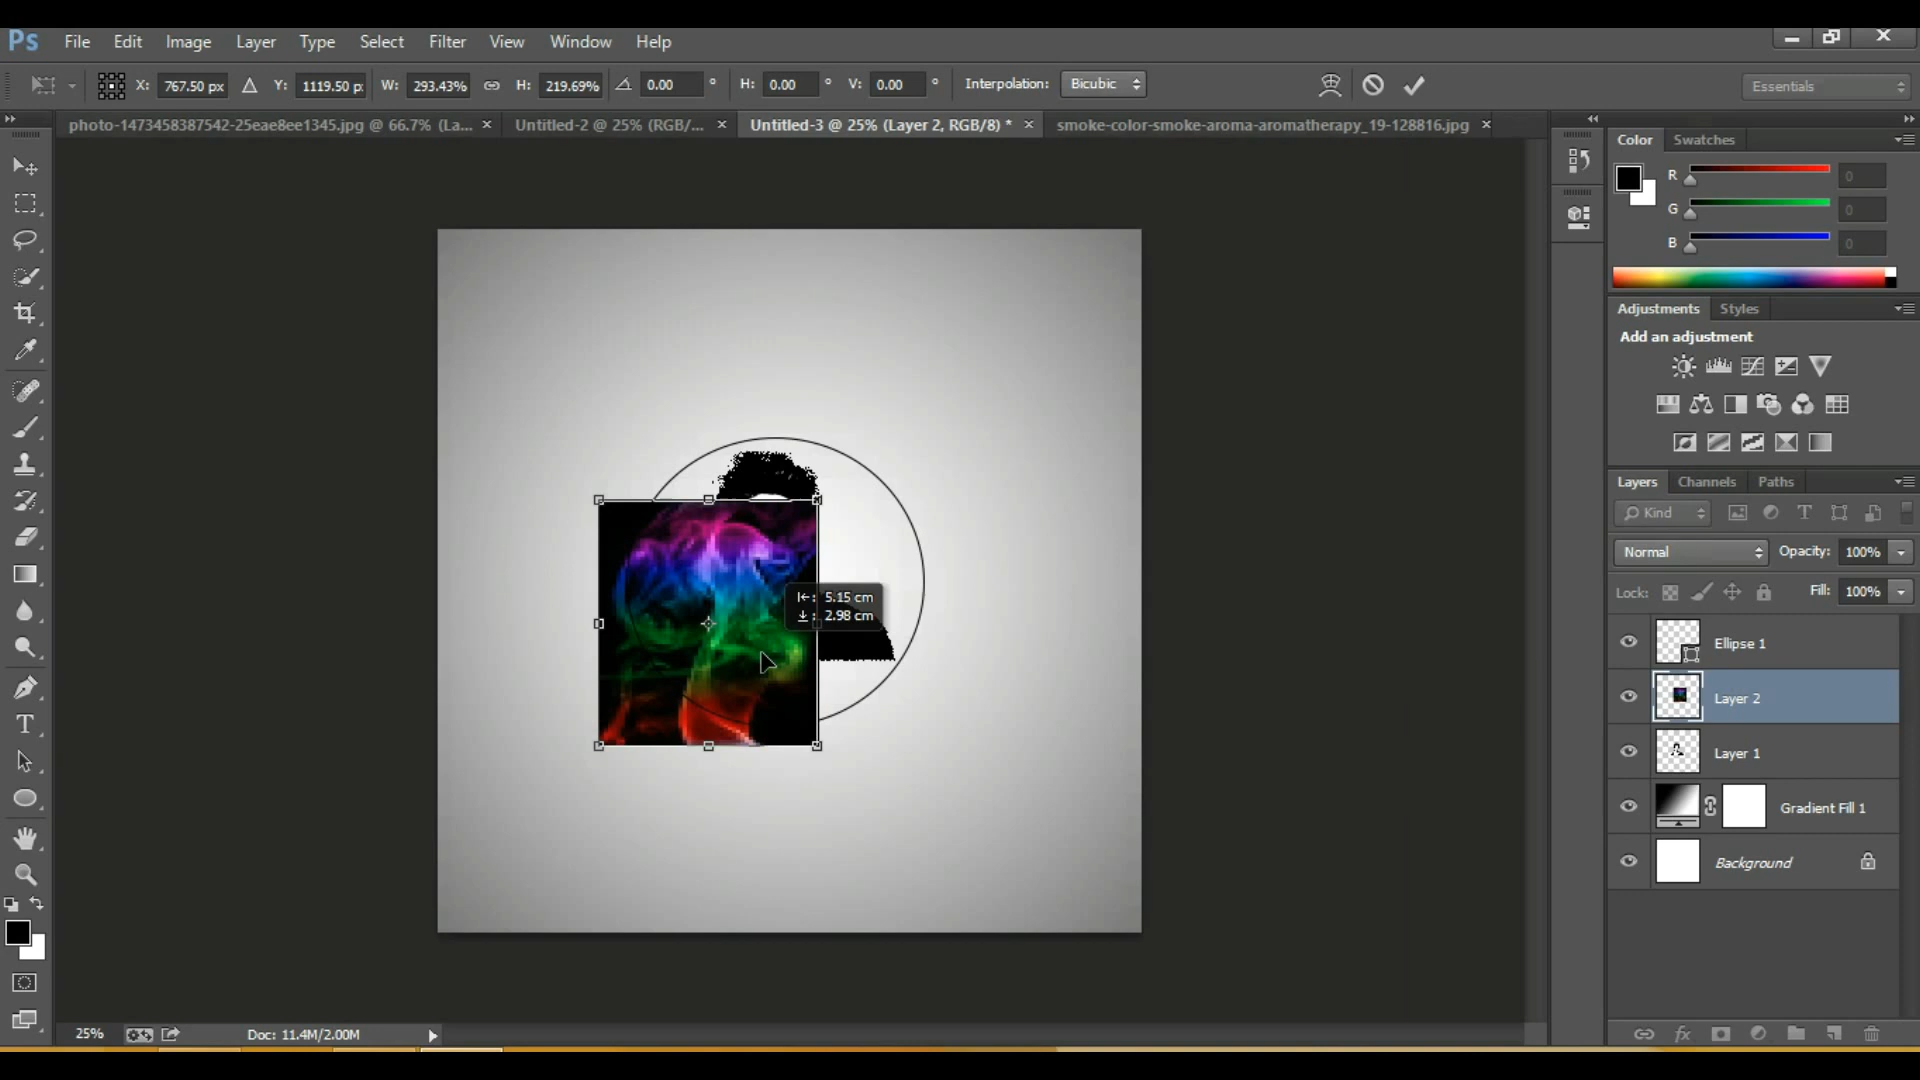 Ps File Edit Image Layer Type Select Filter View Window Help
X: 767.50 px Y: 1119.50 p: W: 293.43% H: 219.69% 0.00 ° H: 0.00 ° V: 0.00 ° Interpolation: Bicubic Essentials
photo-1473458387542-25eae8ee1345.jpg @ 66.7% (La... × Untitled-2 @ 25% (RGB/... × Untitled-3 @ 25% (Layer 2, RGB/8) * × smoke-color-smoke-aroma-aromatherapy_19-128816.jpg ×
Color Swatches
R 0
G 0
B 0
Adjustments Styles
Add an adjustment
Layers Channels Paths
Kind T
Normal Opacity: 100%
Lock: Fill: 100%
5.15 cm
2.98 cm
Ellipse 1
Layer 2
Layer 1
Gradient Fill 1
Background
T
25% Doc: 11.4M/2.00M
fx